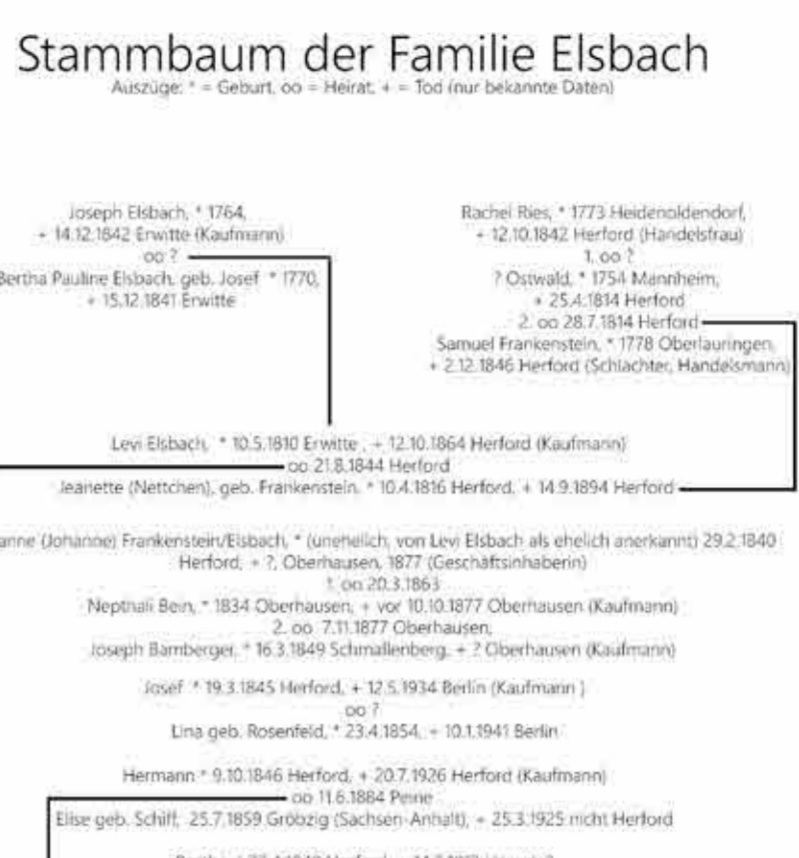 Stammbaum der Familie Elsbach
Auszüge: * = Geburt, oo = Heirat, + = Tod (nur bekannte Daten)
Joseph Elsbach, * 1764,
+ 14.12.1842 Erwitte (Kaufmann)
oo ?
Bertha Pauline Elsbach, geb. Josef * 1770,
+ 15.12.1841 Erwitte
Rachel Ries, * 1773 Heidenoldendorf,
+ 12.10.1842 Herford (Handelsfrau)
1. oo ?
? Ostwald, * 1754 Mannheim,
+ 25.4.1814 Herford
2. oo 28.7.1814 Herford
Samuel Frankenstein, * 1778 Oberlauringen,
+ 2.12.1846 Herford (Schlachter, Handelsmann)
Levi Elsbach, * 10.5.1810 Erwitte , + 12.10.1864 Herford (Kaufmann)
oo 21.8.1844 Herford
Jeanette (Nettchen), geb. Frankenstein, * 10.4.1816 Herford, + 14.9.1894 Herford
anne (Johanne) Frankenstein/Elsbach, * (unehelich, von Levi Elsbach als ehelich anerkannt) 29.2.1840
Herford, + ?, Oberhausen, 1877 (Geschäftsinhaberin)
1. oo 20.3.1863
Nepthali Bein, * 1834 Oberhausen, + vor 10.10.1877 Oberhausen (Kaufmann)
2. oo 7.11.1877 Oberhausen,
Joseph Bamberger, * 16.3.1849 Schmallenberg, + ? Oberhausen (Kaufmann)
Josef * 19.3.1845 Herford, + 12.5.1934 Berlin (Kaufmann )
oo ?
Lina geb. Rosenfeld, * 23.4.1854, + 10.1.1941 Berlin
Hermann * 9.10.1846 Herford, + 20.7.1926 Herford (Kaufmann)
oo 11.6.1884 Peine
Elise geb. Schiff, 25.7.1859 Gröbzig (Sachsen-Anhalt), + 25.3.1925 nicht Herford